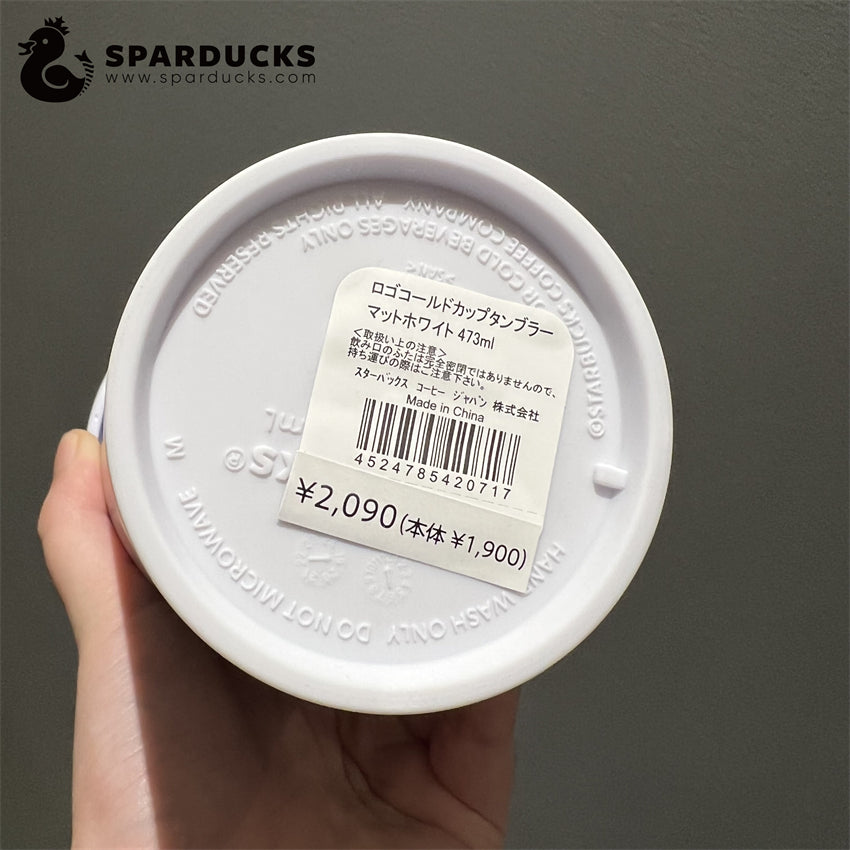 SPARDUCKS
www.sparducks.com
ロゴコールドカップタンブラー
マットホワイト 473ml
<取扱い上の注意>
飲み口のふたは完全密閉ではありませんので、
持ち運びの際はご注意下さい。
スターバックス コーヒー ジャパン 株式会社
Made in China
4524785420717
¥2,090(本体 ¥1,900)
©STARBUCKS COFFEE COMPANY ALL RIGHTS RESERVED
FOR COLD BEVERAGES ONLY
HAND WASH ONLY DO NOT MICROWAVE M